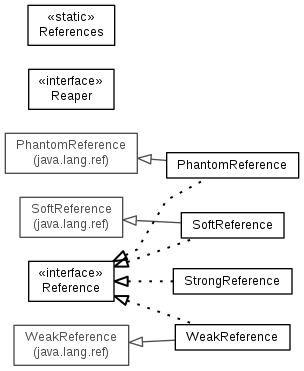 «static»
References
«interface»
Reaper
PhantomReference
(java.lang.ref)
PhantomReference
SoftReference
(java.lang.ref)
SoftReference
«interface»
Reference
StrongReference
WeakReference
(java.lang.ref)
WeakReference